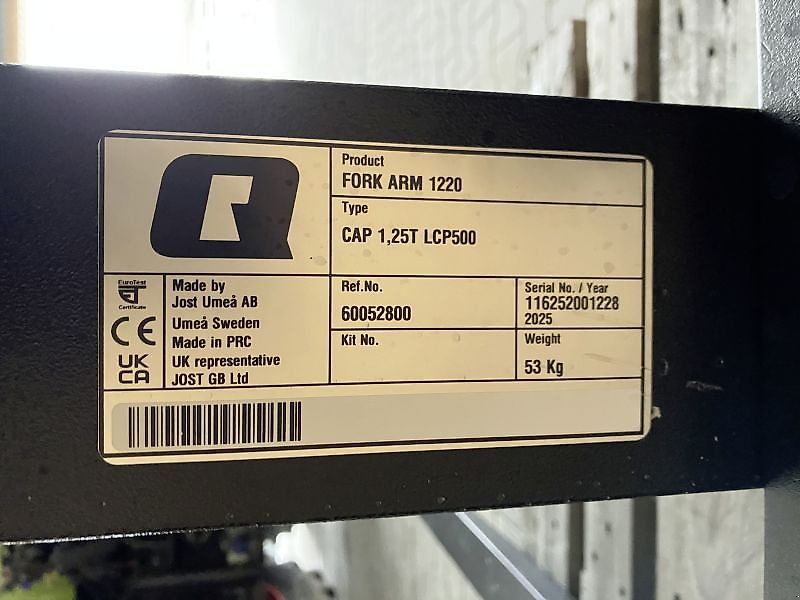 Product
FORK ARM 1220
Type
CAP 1,25T LCP500
EuroTest
ET
Certificate
CE
UK
CA
Made by
Jost Umeå AB
Umeå Sweden
Made in PRC
UK representative
JOST GB Ltd
Ref.No.
60052800
Serial No. / Year
116252001228
2025
Kit No.
Weight
53 Kg